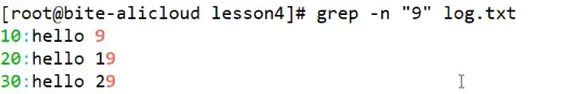 [root@bite-alicloud lesson4]# grep -n "9" log.txt
10:hello 9
20:hello 19
30:hello 29